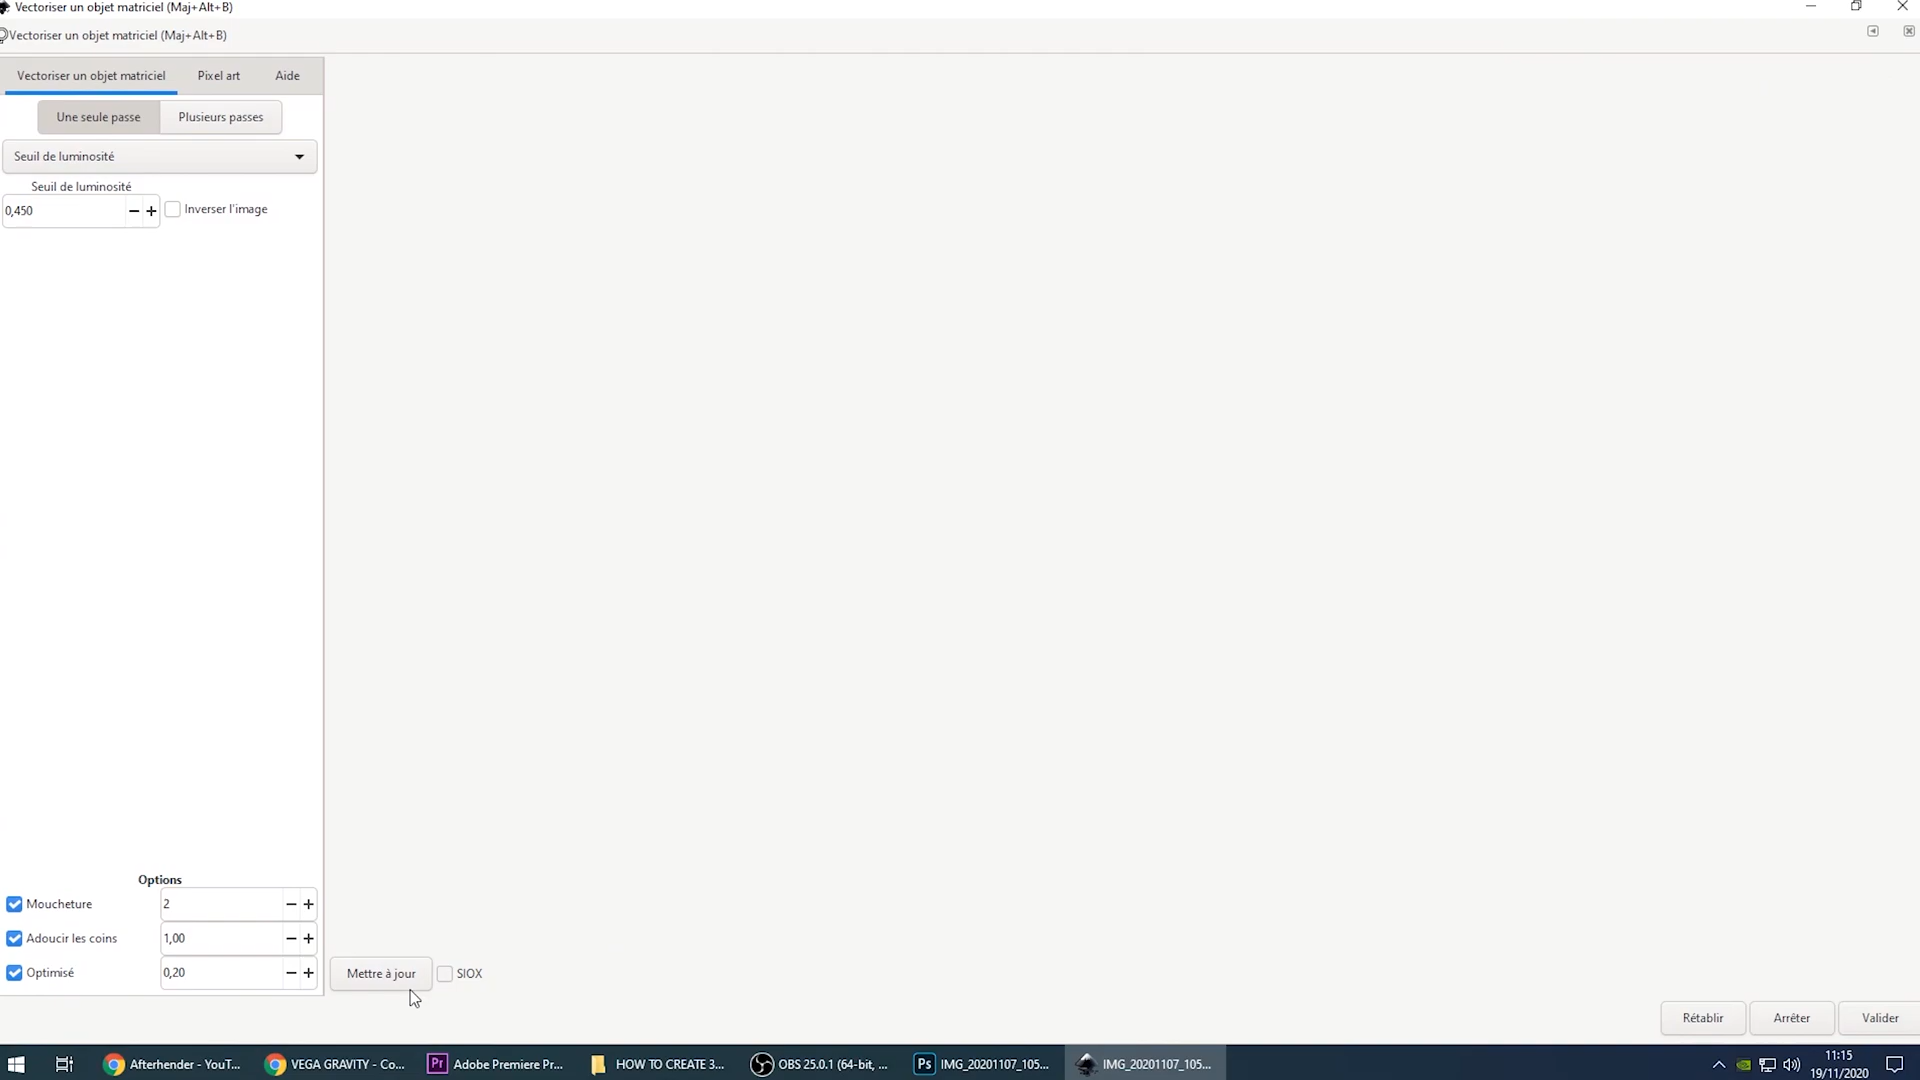 Vectoriser un objet matriciel (Maj+Alt+B)
Vectoriser un objet matriciel (Maj+Alt+B)
Vectoriser un objet matriciel Pixel art Aide
Une seule passe Plusieurs passes
Seuil de luminosité
Seuil de luminosité
0,450 Inverser l'image
Options
Moucheture 2
Adoucir les coins 1,00
Optimisé 0,20
Mettre à jour SIOX
Rétablir Arrêter Valider
Afterhender - YouT... VEGA GRAVITY - Co... Pr Adobe Premiere Pr... HOW TO CREATE 3... OBS 25.0.1 (64-bit, ... Ps IMG_20201107_105... IMG_20201107_105... 11:15
19/11/2020